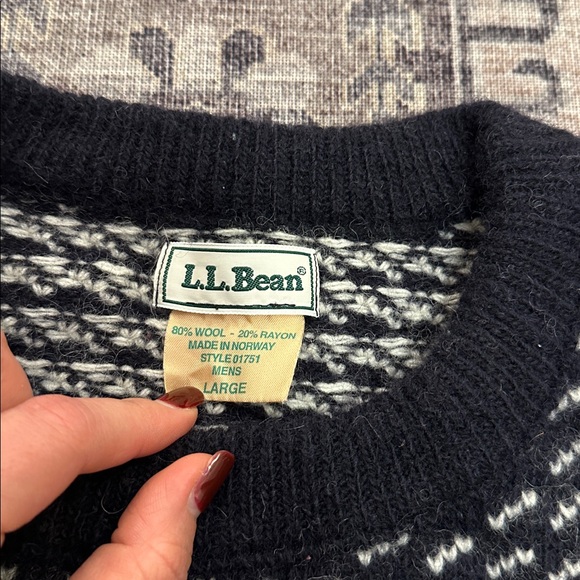 L.L.Bean®
80% WOOL - 20% RAYON
MADE IN NORWAY
STYLE 01751
MENS
LARGE